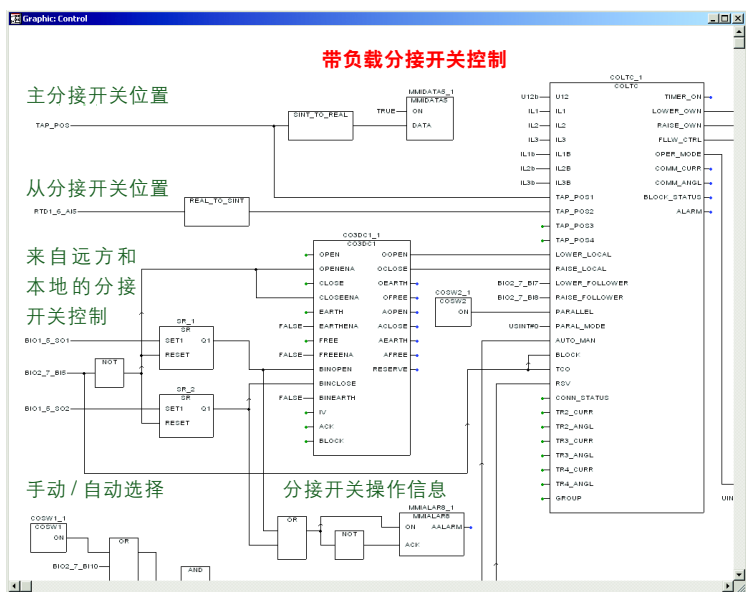 Graphic: Control
带负载分接开关控制
主分接开关位置
TAP_POS
SINT_TO_REAL
MMIDATA5_1
MMIDATA5
TRUE
ON
DATA
从分接开关位置
RTD1_6_AI5
REAL_TO_SINT
来自远方和
本地的分接
开关控制
CO3DC1_1
CO3DC1
OPEN OOPEN
OPENENA OCLOSE
CLOSE OEARTH
CLOSEENA OFREE
EARTH AOPEN
FALSE EARTHENA ACLOSE
FREE AEARTH
FALSE FREEENA AFREE
BINOPEN RESERVE
BINCLOSE
FALSE BINEARTH
IV
ACK
BLOCK
SR_1
SR
BIO1_5_SO1 SET1 Q1
RESET
NOT
BIO2_7_BI5
SR_2
SR
BIO1_5_SO2 SET1 Q1
RESET
COSW2_1
COSW2
ON
COLTC_1
COLTC
U12b U12 TIMER_ON
IL1 IL1 LOWER_OWN
IL2 IL2 RAISE_OWN
IL3 IL3 FLLW_CTRL
IL1b IL1B OPER_MODE
IL2b IL2B COMM_CURR
IL3b IL3B COMM_ANGL
TAP_POS1 BLOCK_STATUS
TAP_POS2 ALARM
TAP_POS3
TAP_POS4
LOWER_LOCAL
RAISE_LOCAL
BIO2_7_BI7 LOWER_FOLLOWER
BIO2_7_BI8 RAISE_FOLLOWER
PARALLEL
USINT#0 PARAL_MODE
AUTO_MAN
BLOCK
TCO
RSV
CONN_STATUS
TR2_CURR
TR2_ANGL
TR3_CURR
TR3_ANGL
TR4_CURR
TR4_ANGL
GROUP
UIN
手动 / 自动选择
COSW1_1
COSW1
ON
OR
BIO2_7_BI10
AND
分接开关操作信息
OR
NOT
MMIALAR8_1
MMIALAR8
ON AALARM
ACK